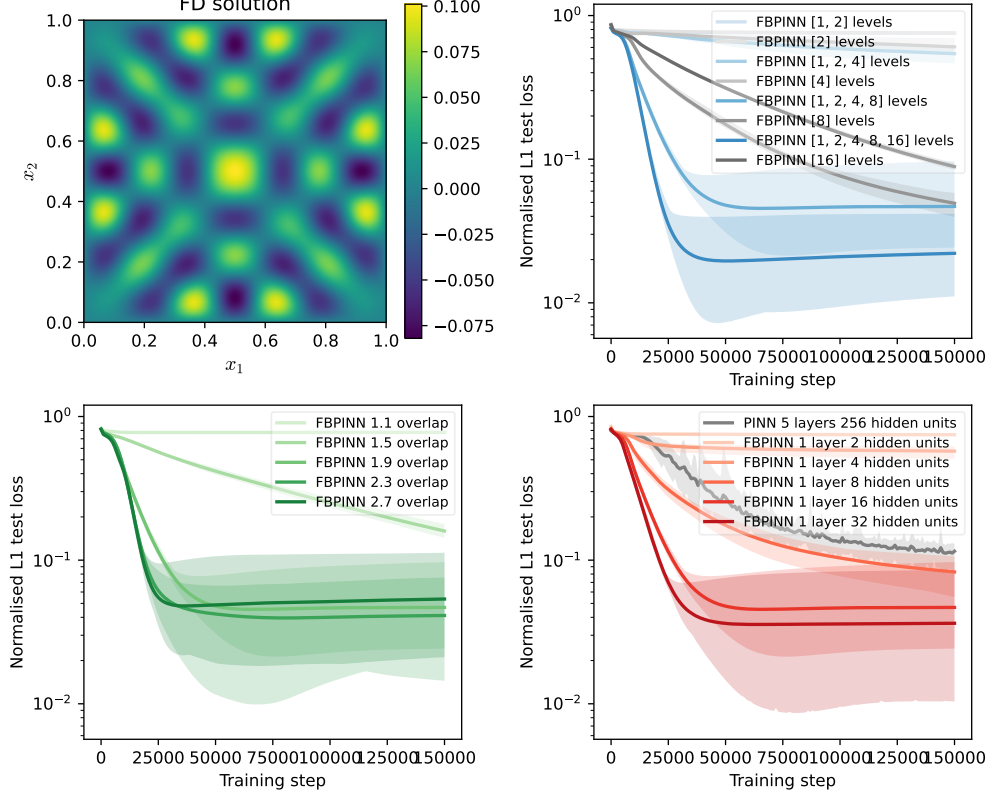 FD solution
1.0
0.8
0.6
0.4
0.2
0.0
x₂
0.0 0.2 0.4 0.6 0.8 1.0
x₁
0.100
0.075
0.050
0.025
0.000
−0.025
−0.050
−0.075
Normalised L1 test loss
10⁰
10⁻¹
10⁻²
FBPINN [1, 2] levels
FBPINN [2] levels
FBPINN [1, 2, 4] levels
FBPINN [4] levels
FBPINN [1, 2, 4, 8] levels
FBPINN [8] levels
FBPINN [1, 2, 4, 8, 16] levels
FBPINN [16] levels
0 25000 50000 75000 100000 125000 150000
Training step
Normalised L1 test loss
10⁰
10⁻¹
10⁻²
FBPINN 1.1 overlap
FBPINN 1.5 overlap
FBPINN 1.9 overlap
FBPINN 2.3 overlap
FBPINN 2.7 overlap
0 25000 50000 75000 100000 125000 150000
Training step
Normalised L1 test loss
10⁰
10⁻¹
10⁻²
PINN 5 layers 256 hidden units
FBPINN 1 layer 2 hidden units
FBPINN 1 layer 4 hidden units
FBPINN 1 layer 8 hidden units
FBPINN 1 layer 16 hidden units
FBPINN 1 layer 32 hidden units
0 25000 50000 75000 100000 125000 150000
Training step